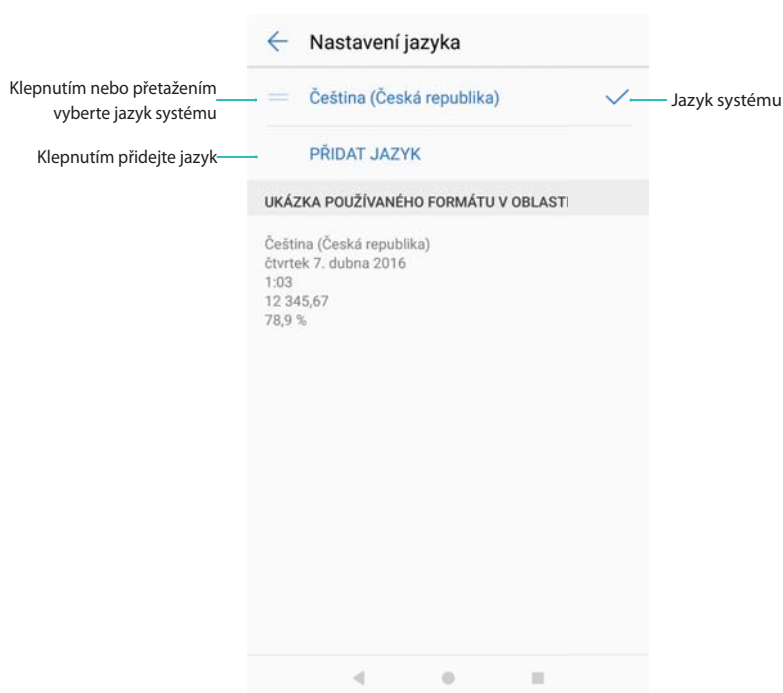 Nastavení jazyka
Klepnutím nebo přetažením
vyberte jazyk systému
Čeština (Česká republika)
Jazyk systému
Klepnutím přidejte jazyk
PŘIDAT JAZYK
UKÁZKA POUŽÍVANÉHO FORMÁTU V OBLASTI
Čeština (Česká republika)
čtvrtek 7. dubna 2016
1:03
12 345,67
78,9 %